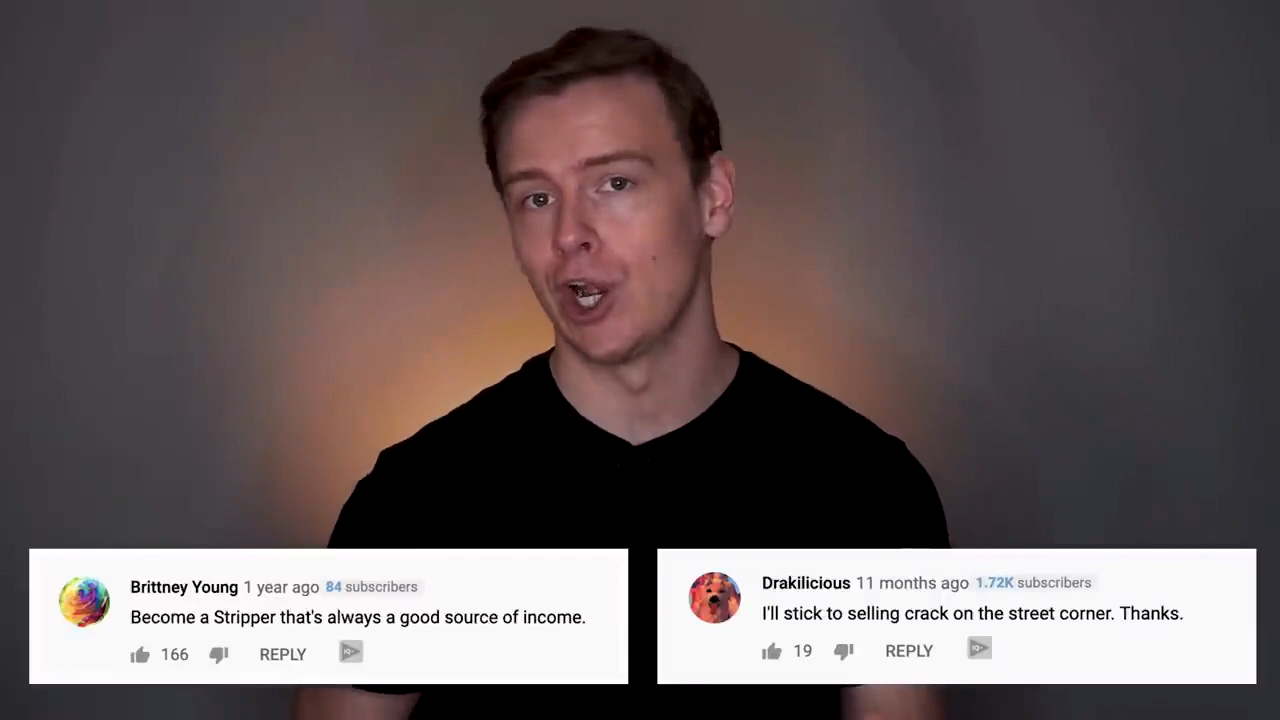 Brittney Young 1 year ago 84 subscribers
Become a Stripper that's always a good source of income.
166 REPLY
Drakilicious 11 months ago 1.72K subscribers
I'll stick to selling crack on the street corner. Thanks.
19 REPLY